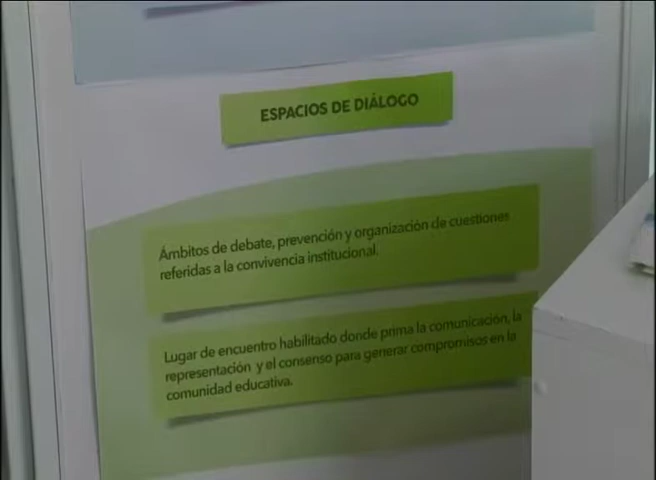 ESPACIOS DE DIÁLOGO
Ámbitos de debate, prevención y organización de cuestiones
referidas a la convivencia institucional.
Lugar de encuentro habilitado donde prima la comunicación, la
representación y el consenso para generar compromisos en la
comunidad educativa.